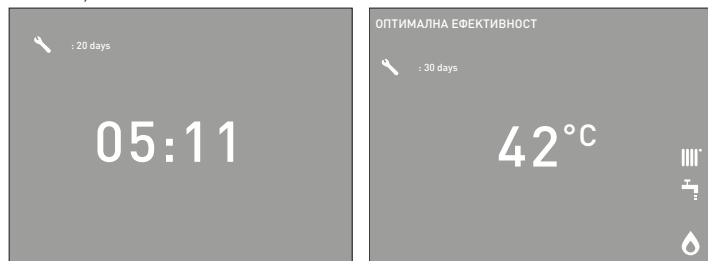 : 20 days
05:11
ОПТИМАЛНА ЕФЕКТИВНОСТ
: 30 days
42°C